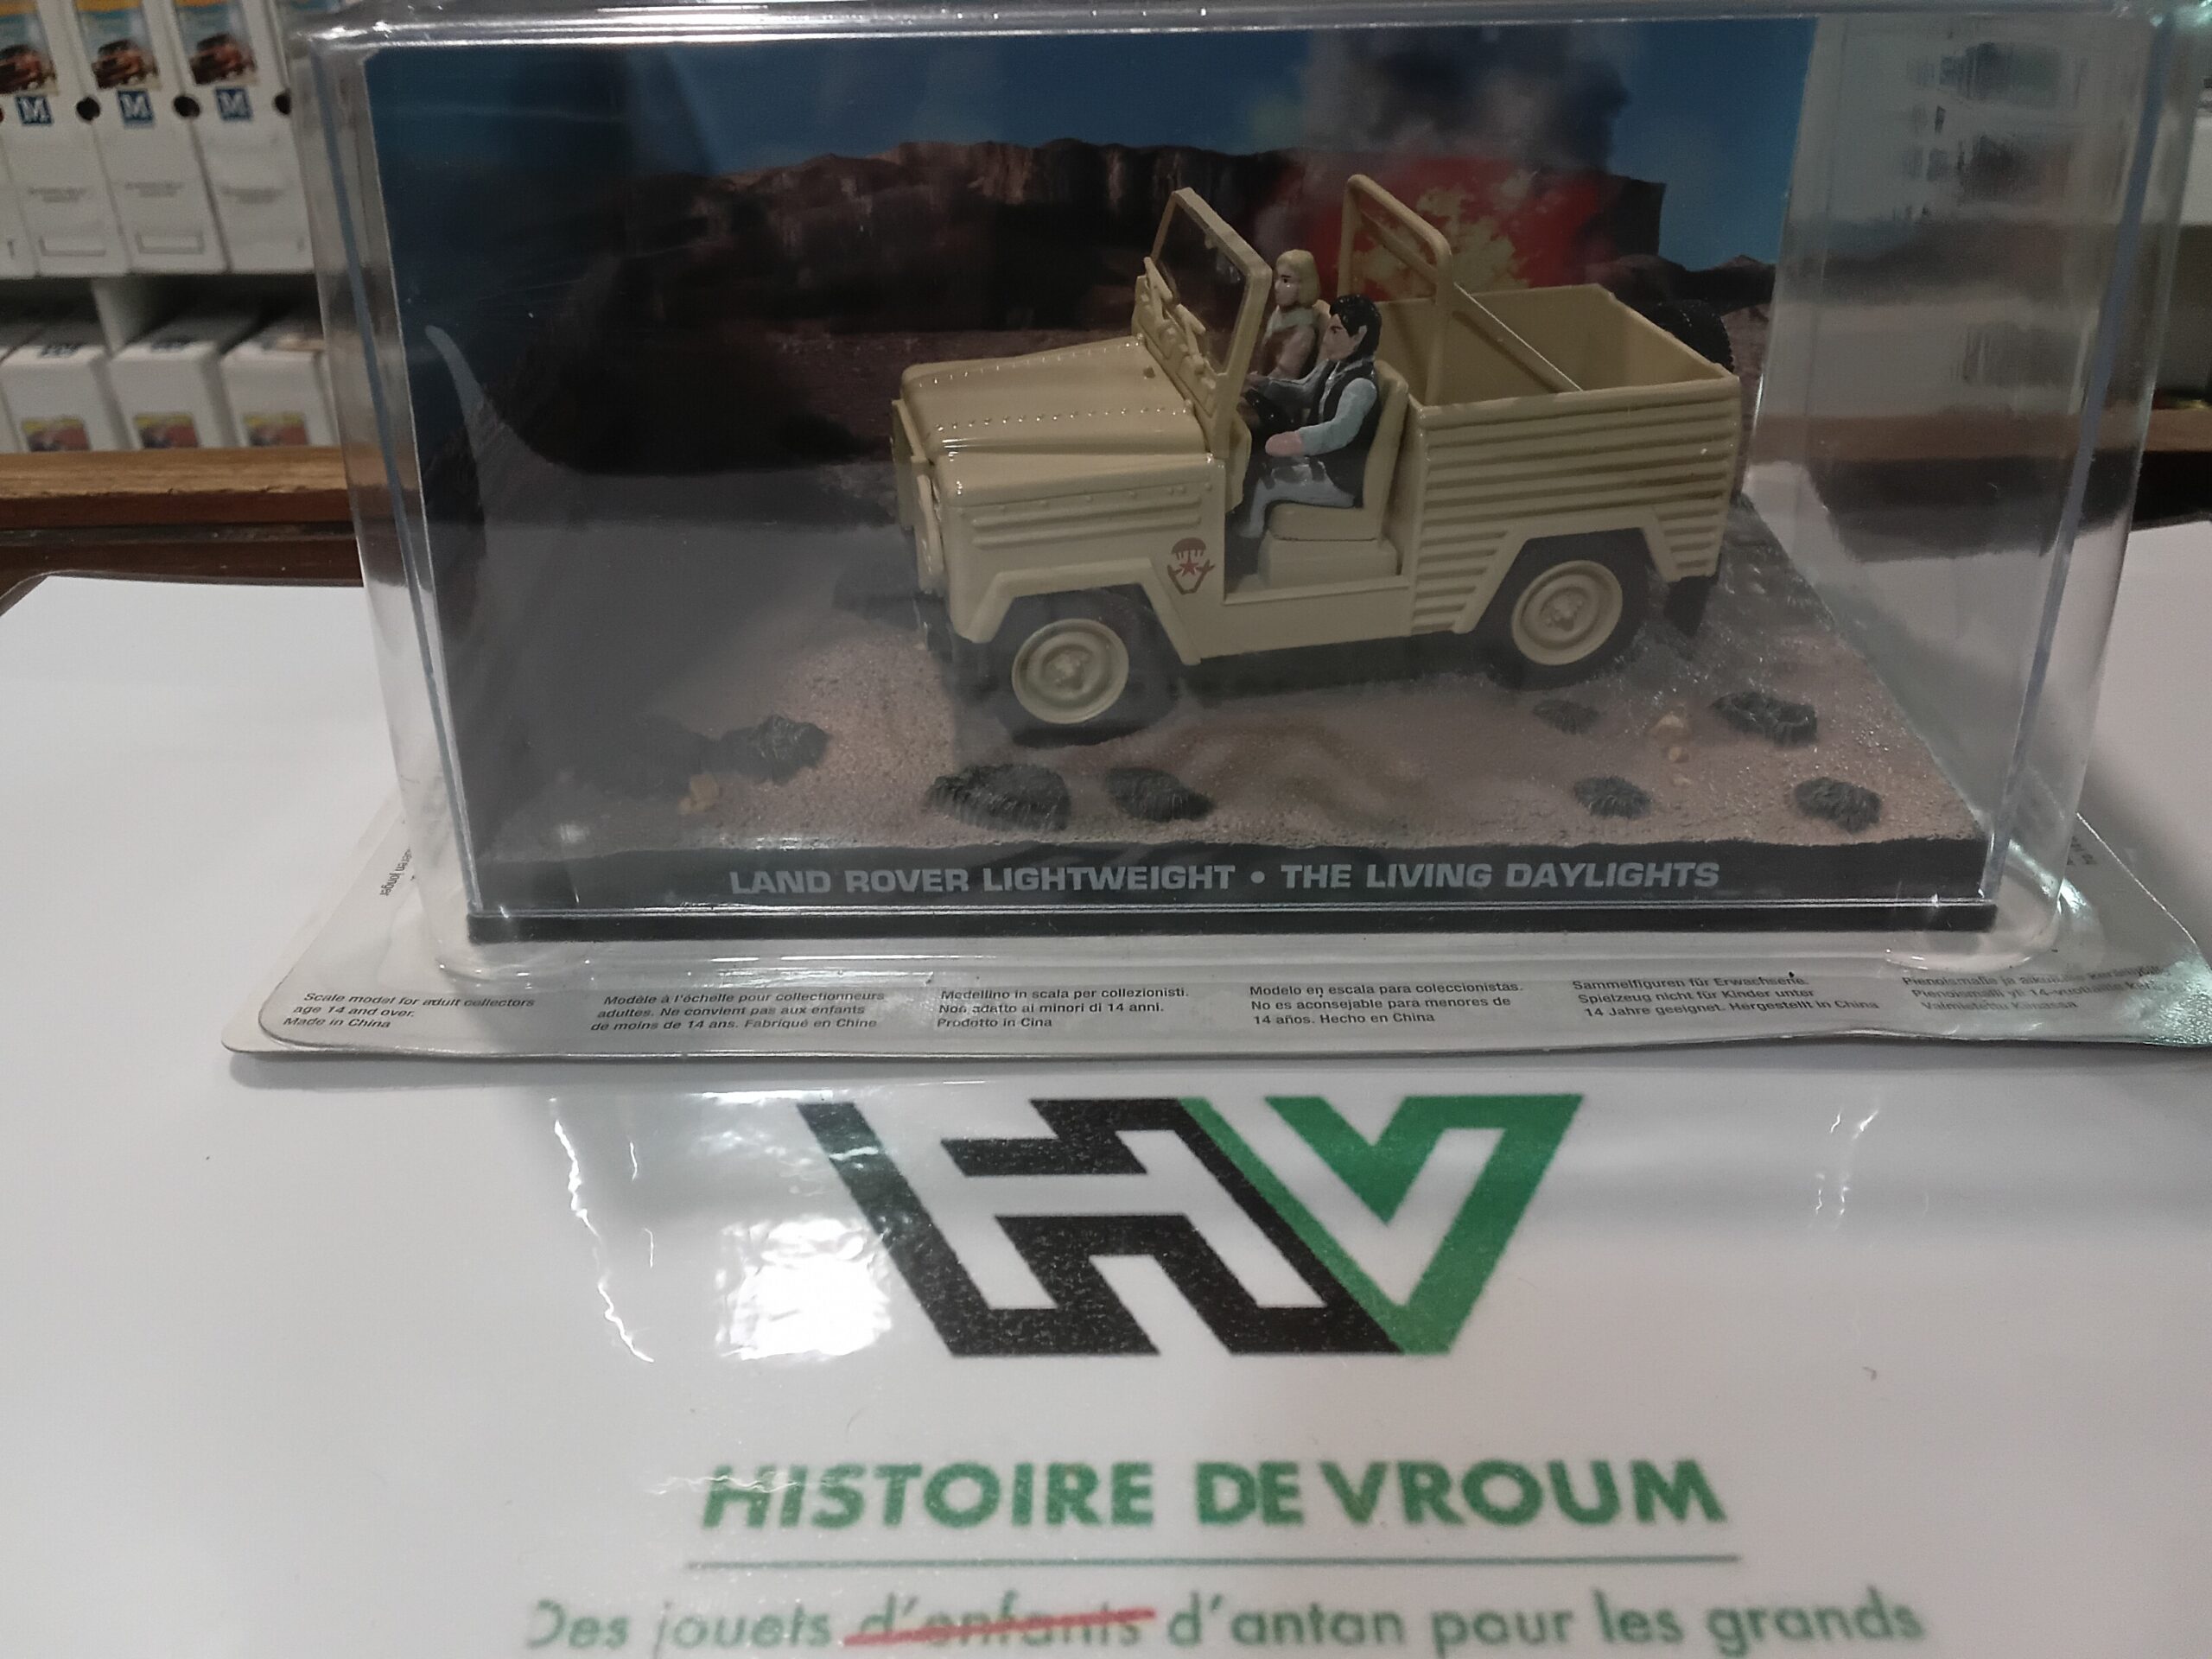 M M M
LAND ROVER LIGHTWEIGHT • THE LIVING DAYLIGHTS
Scale model for adult collectors
age 14 and over.
Made in China
Modèle à l'échelle pour collectionneurs
adultes. Ne convient pas aux enfants
de moins de 14 ans. Fabriqué en Chine
Modellino in scala per collezionisti.
Non adatto ai minori di 14 anni.
Prodotto in Cina
Modelo en escala para coleccionistas.
No es aconsejable para menores de
14 años. Hecho en China
Sammelfiguren für Erwachsene.
Spielzeug nicht für Kinder unter
14 Jahre geeignet. Hergestellt in China
Pienoismalli
HV
HISTOIRE DE VROUM
Des jouets d'enfants d'antan pour les grands